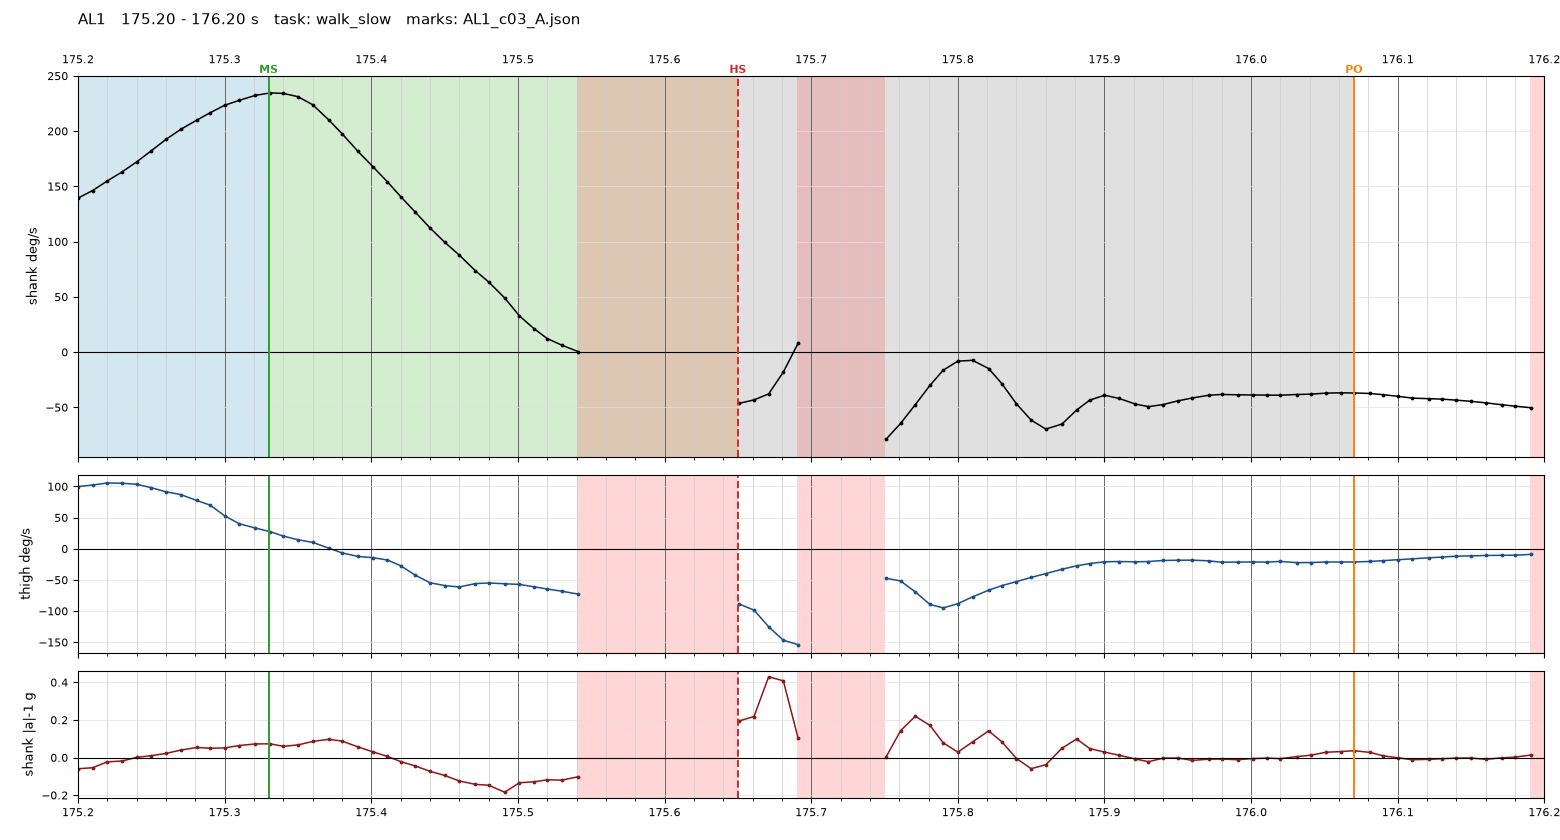 AL1   175.20 - 176.20 s   task: walk_slow   marks: AL1_c03_A.json
175.2 175.3 175.4 175.5 175.6 175.7 175.8 175.9 176.0 176.1 176.2
MS HS PO
250
200
150
100
50
0
−50
shank deg/s
100
50
0
−50
−100
−150
thigh deg/s
0.4
0.2
0.0
−0.2
shank |a|-1 g
175.2 175.3 175.4 175.5 175.6 175.7 175.8 175.9 176.0 176.1 176.2